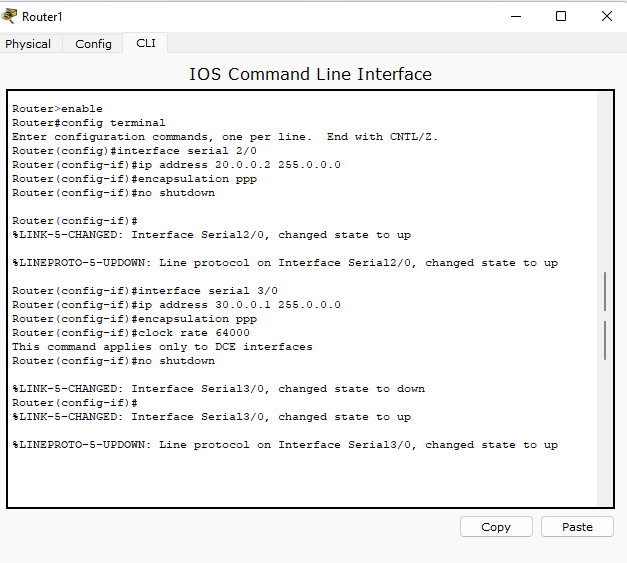 Router1
Physical Config CLI
IOS Command Line Interface
Router>enable
Router#config terminal
Enter configuration commands, one per line.  End with CNTL/Z.
Router(config)#interface serial 2/0
Router(config-if)#ip address 20.0.0.2 255.0.0.0
Router(config-if)#encapsulation ppp
Router(config-if)#no shutdown
Router(config-if)#
%LINK-5-CHANGED: Interface Serial2/0, changed state to up
%LINEPROTO-5-UPDOWN: Line protocol on Interface Serial2/0, changed state to up
Router(config-if)#interface serial 3/0
Router(config-if)#ip address 30.0.0.1 255.0.0.0
Router(config-if)#encapsulation ppp
Router(config-if)#clock rate 64000
This command applies only to DCE interfaces
Router(config-if)#no shutdown
%LINK-5-CHANGED: Interface Serial3/0, changed state to down
Router(config-if)#
%LINK-5-CHANGED: Interface Serial3/0, changed state to up
%LINEPROTO-5-UPDOWN: Line protocol on Interface Serial3/0, changed state to up
Copy Paste